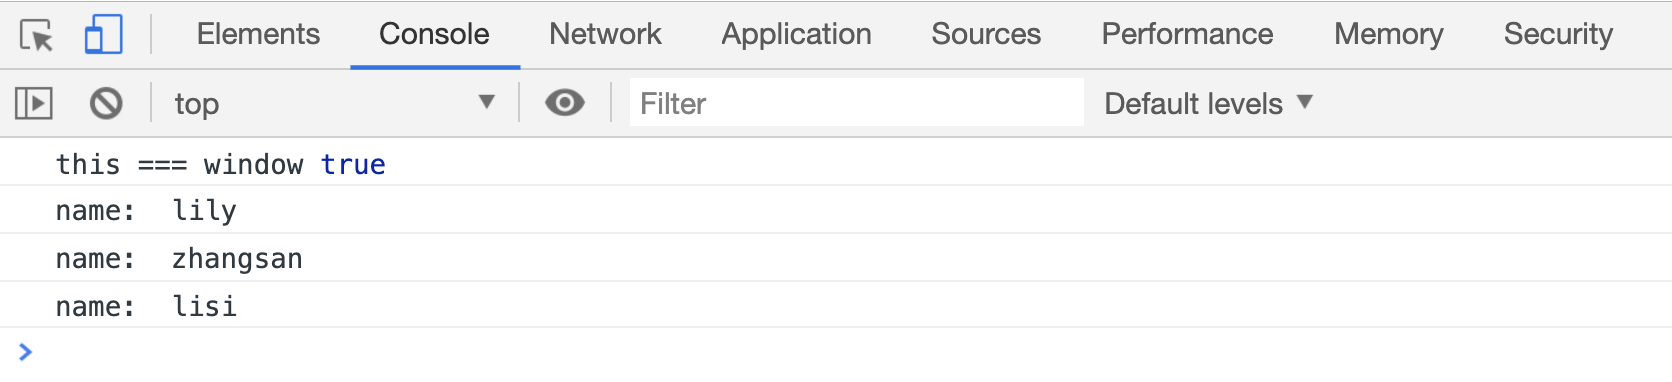 Elements Console Network Application Sources Performance Memory Security
top Filter Default levels
this === window true
name:  lily
name:  zhangsan
name:  lisi